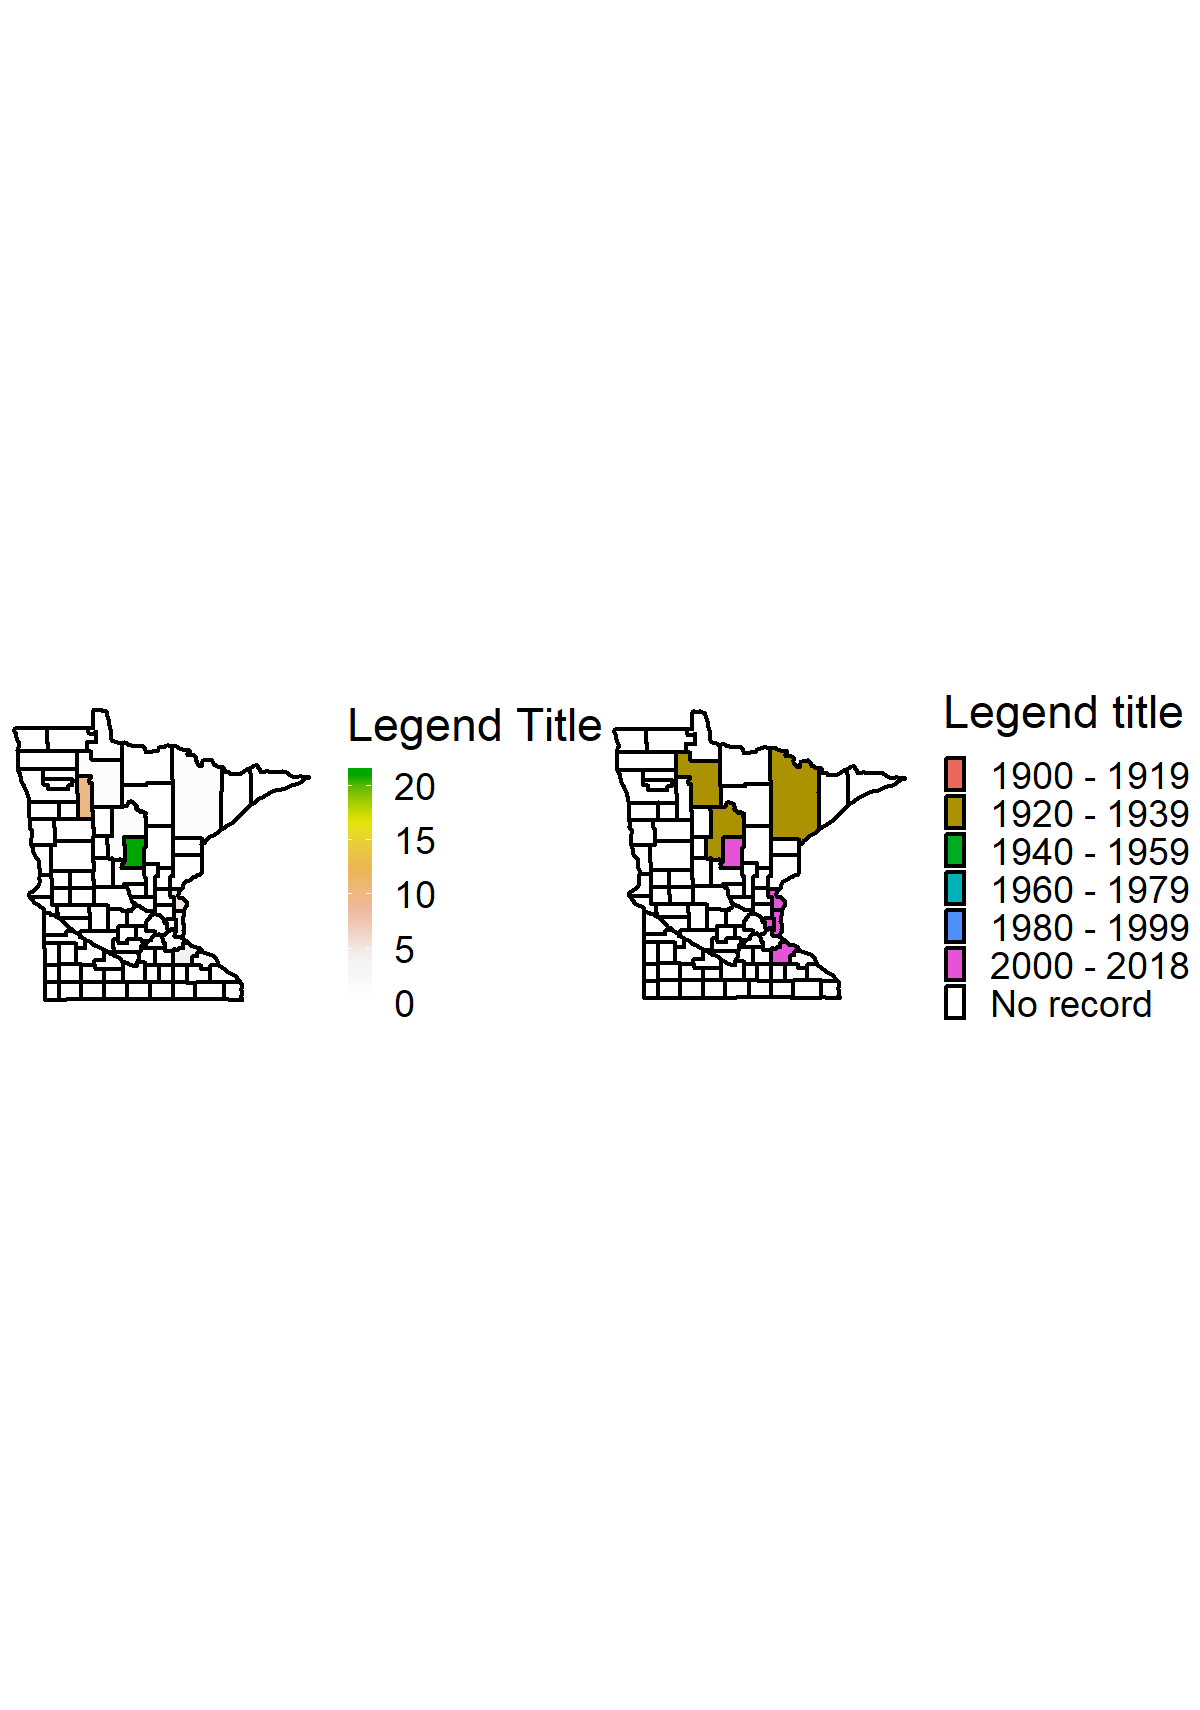 Legend Title
20
15
10
5
0
Legend title
1900 - 1919
1920 - 1939
1940 - 1959
1960 - 1979
1980 - 1999
2000 - 2018
No record